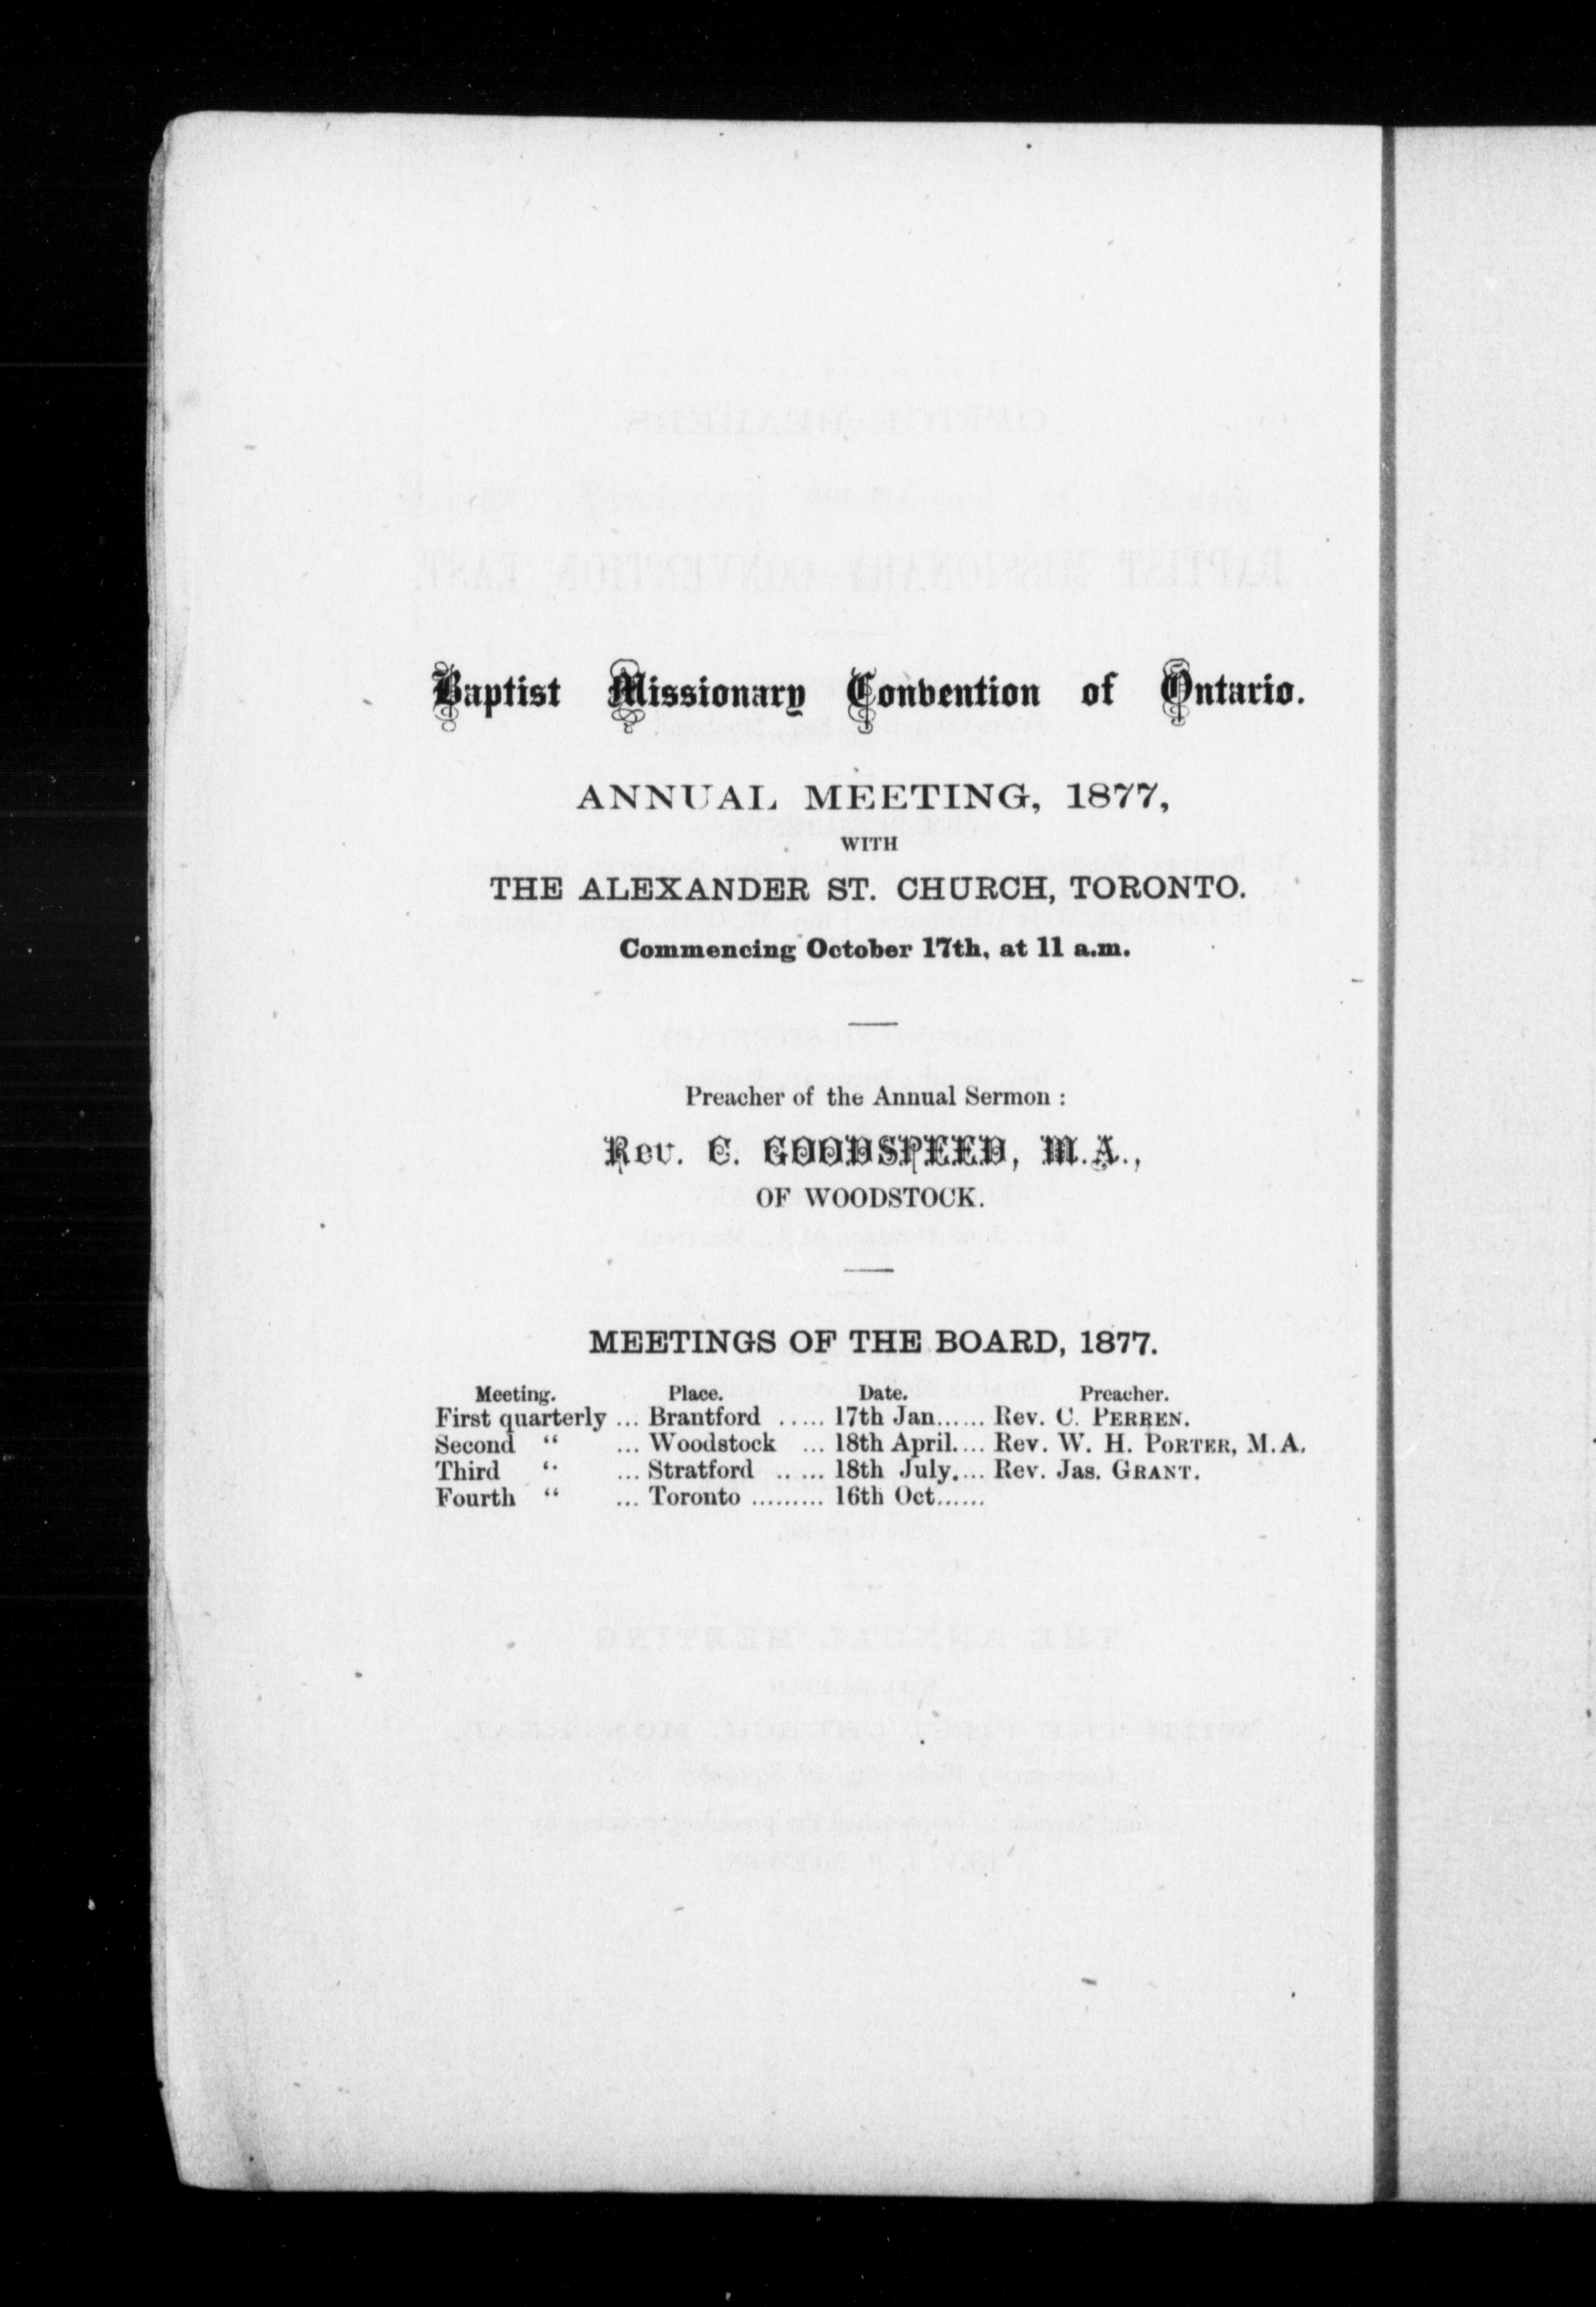 Baptist Missionary Convention of Ontario.
ANNUAL MEETING, 1877,
WITH
THE ALEXANDER ST. CHURCH, TORONTO.
Commencing October 17th, at 11 a.m.
Preacher of the Annual Sermon :
Rev. C. GOODSPEED, M.A.,
OF WOODSTOCK.
MEETINGS OF THE BOARD, 1877.
Meeting. Place. Date. Preacher.
First quarterly ... Brantford ..... 17th Jan...... Rev. C. PERREN.
Second “ ... Woodstock ... 18th April.... Rev. W. H. PORTER, M.A.
Third “ ... Stratford ..... 18th July.... Rev. Jas. GRANT.
Fourth “ ... Toronto ......... 16th Oct......